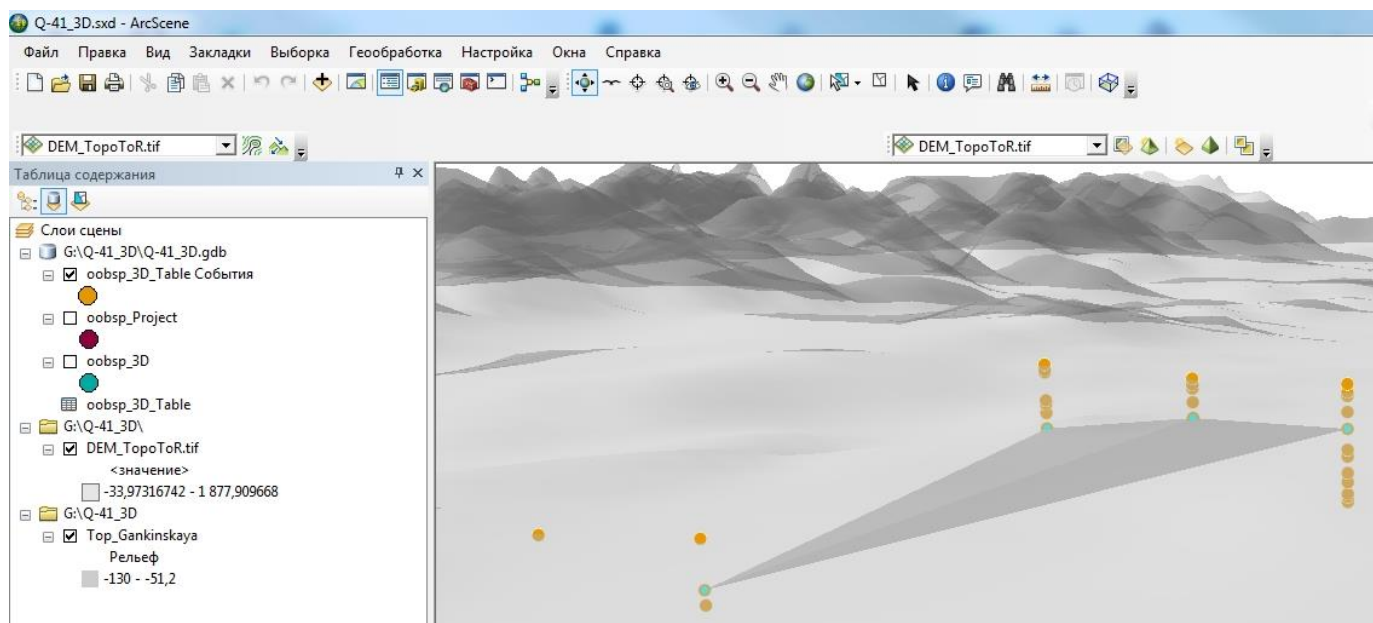 Q-41_3D.sxd - ArcScene
Файл Правка Вид Закладки Выборка Геообработка Настройка Окна Справка
DEM_TopoToR.tif DEM_TopoToR.tif
Таблица содержания
Слои сцены
G:\Q-41_3D\Q-41_3D.gdb
oobsp_3D_Table События
oobsp_Project
oobsp_3D
oobsp_3D_Table
G:\Q-41_3D\
DEM_TopoToR.tif
<значение>
-33,97316742 - 1 877,909668
G:\Q-41_3D
Top_Gankinskaya
Рельеф
-130 - -51,2